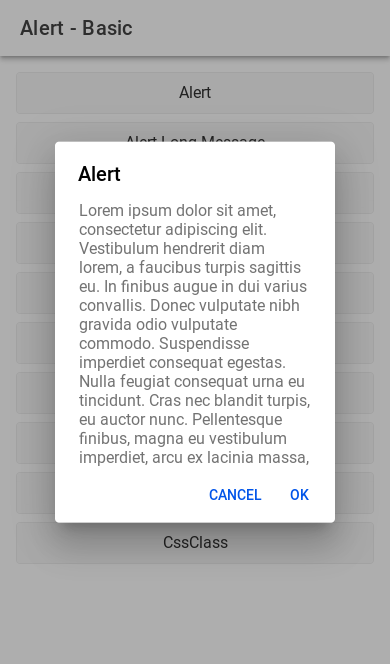 Alert - Basic
Alert
Alert Long Message
Alert
Lorem ipsum dolor sit amet,
consectetur adipiscing elit.
Vestibulum hendrerit diam
lorem, a faucibus turpis sagittis
eu. In finibus augue in dui varius
convallis. Donec vulputate nibh
gravida odio vulputate
commodo. Suspendisse
imperdiet consequat egestas.
Nulla feugiat consequat urna eu
tincidunt. Cras nec blandit turpis,
eu auctor nunc. Pellentesque
finibus, magna eu vestibulum
imperdiet, arcu ex lacinia massa,
CANCEL OK
CssClass